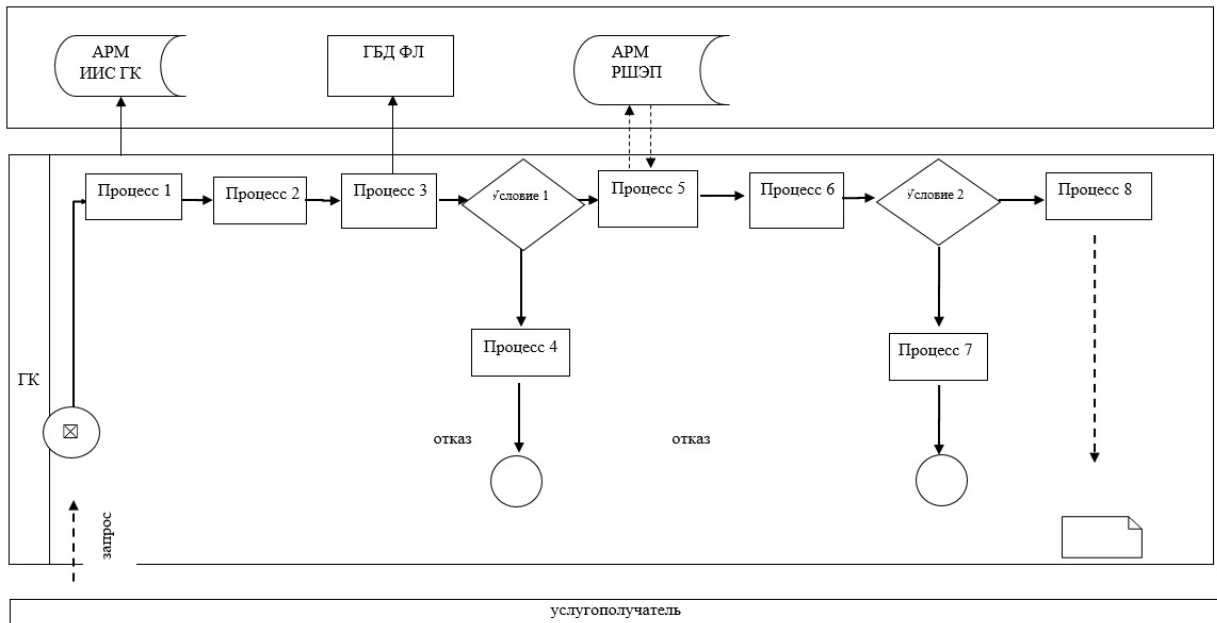 АРМ
ИИС ГК
ГБД ФЛ
АРМ
РШЭП
Процесс 1
Процесс 2
Процесс 3
Условие 1
Процесс 5
Процесс 6
Условие 2
Процесс 8
Процесс 4
Процесс 7
ГК
отказ
отказ
запрос
услугополучатель